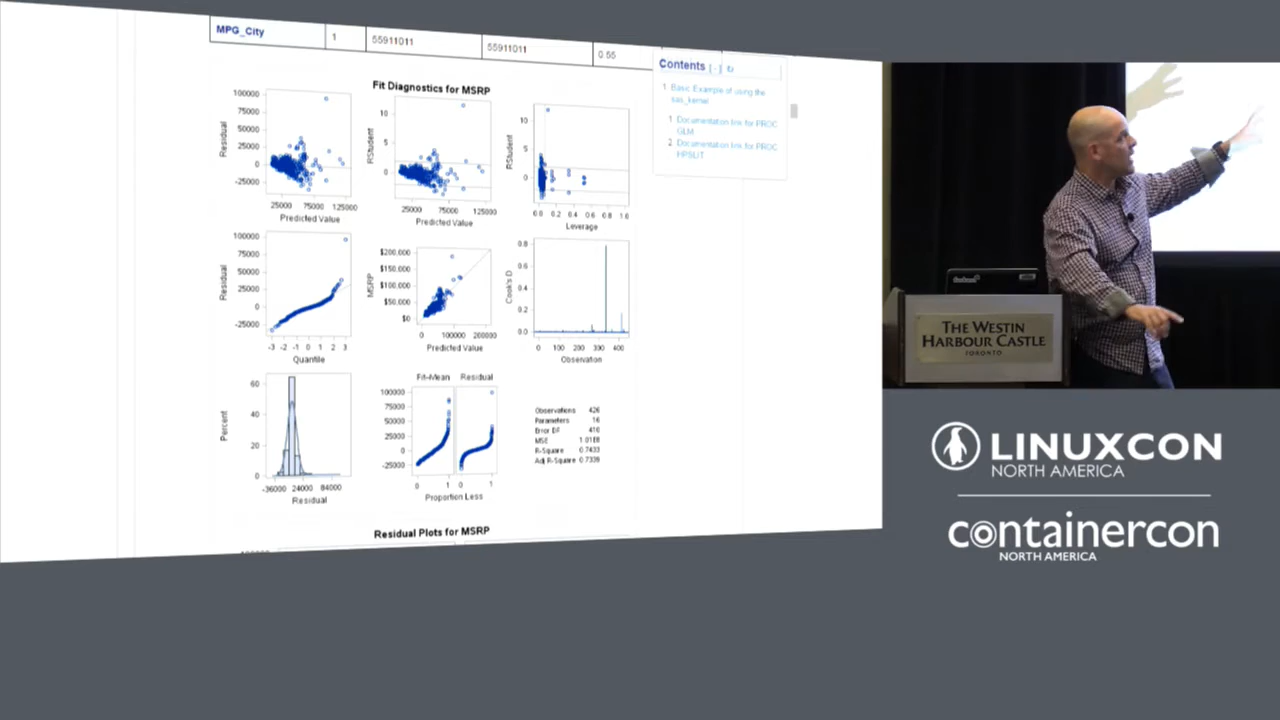 MPG_City 1 55911011 55911011 0.55
Contents [-] ↻
1 Basic Example of using the
sas_kernel
1 Documentation link for PROC
GLM
2 Documentation link for PROC
HPSLIT
Fit Diagnostics for MSRP
100000
75000
50000
25000
0
-25000
Residual
25000 75000 125000
Predicted Value
10
5
0
RStudent
25000 75000 125000
Predicted Value
10
5
0
RStudent
0.0 0.2 0.4 0.6 0.8 1.0
Leverage
100000
75000
50000
25000
0
-25000
Residual
-3 -2 -1 0 1 2 3
Quantile
$200,000
$150,000
$100,000
$50,000
$0
MSRP
0 100000 200000
Predicted Value
0.8
0.6
0.4
0.2
0.0
Cook's D
0 100 200 300 400
Observation
60
40
20
0
Percent
-36000 24000 84000
Residual
Fit–Mean Residual
100000
75000
50000
25000
0
-25000
0 1 0 1
Proportion Less
Observations 426
Parameters 16
Error DF 410
MSE 1.01E8
R-Square 0.7433
Adj R-Square 0.7339
Residual Plots for MSRP
THE WESTIN
HARBOUR CASTLE
TORONTO
LINUXCON
NORTH AMERICA
containercon
NORTH AMERICA